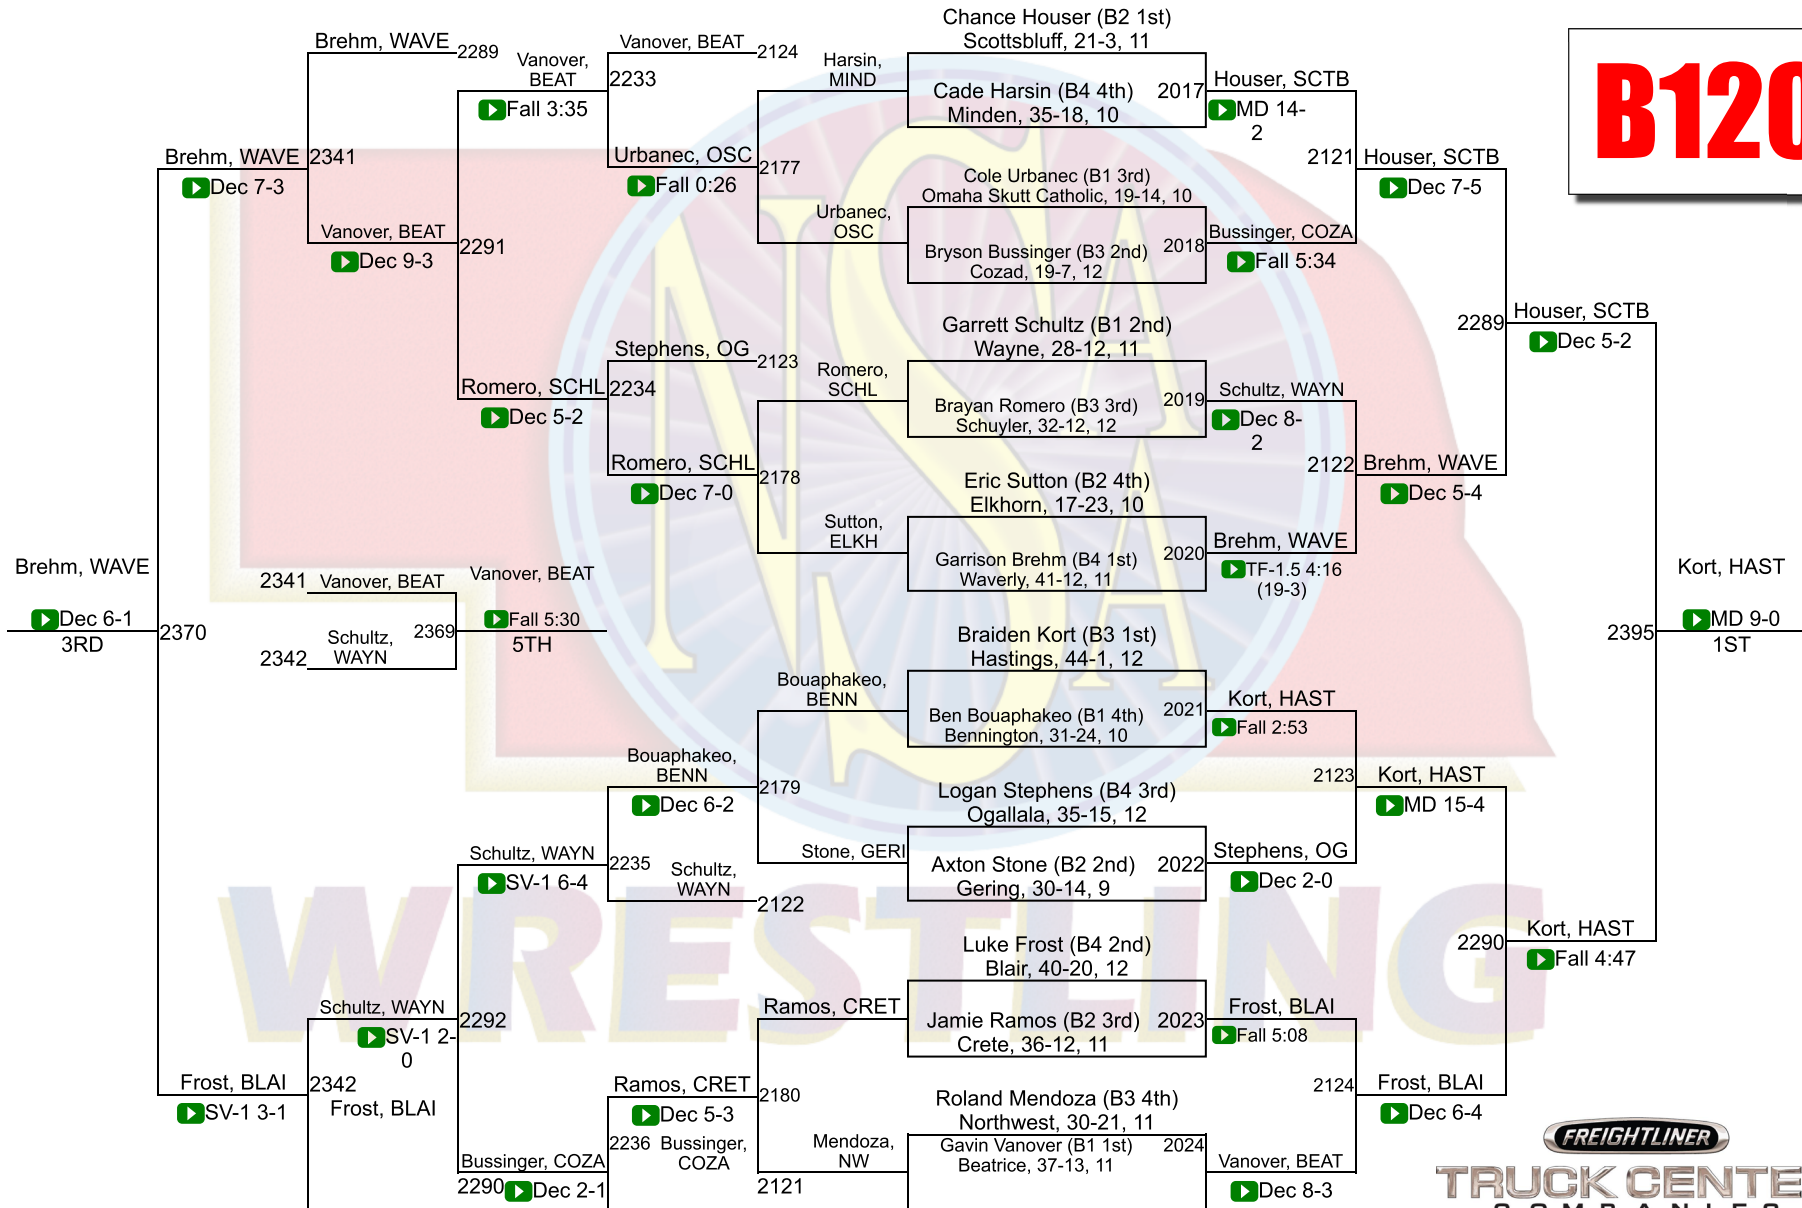 Chance Houser (B2 1st)
Scottsbluff, 21-3, 11
Brehm, WAVE
2289
Vanover, BEAT
2124
Vanover,
BEAT
2233
Fall 3:35
Harsin,
MIND
Cade Harsin (B4 4th)
Minden, 35-18, 10
2017
Houser, SCTB
MD 14-
2
B120
Brehm, WAVE
2341
Dec 7-3
Urbanec, OSC
2177
Fall 0:26
Cole Urbanec (B1 3rd)
Omaha Skutt Catholic, 19-14, 10
2121
Houser, SCTB
Dec 7-5
Vanover, BEAT
2291
Dec 9-3
Urbanec,
OSC
Bryson Bussinger (B3 2nd)
Cozad, 19-7, 12
2018
Bussinger, COZA
Fall 5:34
Garrett Schultz (B1 2nd)
Wayne, 28-12, 11
2289
Houser, SCTB
Dec 5-2
Stephens, OG
2123
Romero, SCHL
2234
Dec 5-2
Romero,
SCHL
Brayan Romero (B3 3rd)
Schuyler, 32-12, 12
2019
Schultz, WAYN
Dec 8-
2
Romero, SCHL
2178
Dec 7-0
Eric Sutton (B2 4th)
Elkhorn, 17-23, 10
2122
Brehm, WAVE
Dec 5-4
Sutton,
ELKH
Garrison Brehm (B4 1st)
Waverly, 41-12, 11
2020
Brehm, WAVE
TF-1.5 4:16
(19-3)
NSWA
Brehm, WAVE
Dec 6-1
3RD
2370
2341
Vanover, BEAT
Schultz,
WAYN
2342
2369
Vanover, BEAT
Fall 5:30
5TH
Braiden Kort (B3 1st)
Hastings, 44-1, 12
2395
Kort, HAST
MD 9-0
1ST
Bouaphakeo,
BENN
Ben Bouaphakeo (B1 4th)
Bennington, 31-24, 10
2021
Kort, HAST
Fall 2:53
Bouaphakeo,
BENN
2179
Dec 6-2
Logan Stephens (B4 3rd)
Ogallala, 35-15, 12
2123
Kort, HAST
MD 15-4
Schultz, WAYN
2235
SV-1 6-4
Schultz,
WAYN
2122
Stone, GERI
Axton Stone (B2 2nd)
Gering, 30-14, 9
2022
Stephens, OG
Dec 2-0
WRESTLING
Luke Frost (B4 2nd)
Blair, 40-20, 12
2290
Kort, HAST
Fall 4:47
Schultz, WAYN
2292
SV-1 2-
0
Ramos, CRET
Jamie Ramos (B2 3rd)
Crete, 36-12, 11
2023
Frost, BLAI
Fall 5:08
Frost, BLAI
2342
SV-1 3-1
Frost, BLAI
Ramos, CRET
2180
Dec 5-3
Roland Mendoza (B3 4th)
Northwest, 30-21, 11
2124
Frost, BLAI
Dec 6-4
Bussinger, COZA
2290
Dec 2-1
2236
Bussinger,
COZA
2121
Mendoza,
NW
Gavin Vanover (B1 1st)
Beatrice, 37-13, 11
2024
Vanover, BEAT
Dec 8-3
FREIGHTLINER
TRUCK CENTE